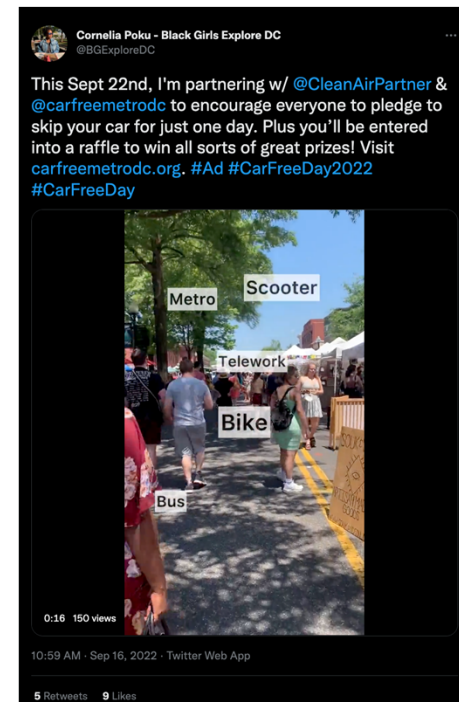 Cornelia Poku - Black Girls Explore DC
@BGExploreDC
This Sept 22nd, I'm partnering w/ @CleanAirPartner &
@carfreemetrodc to encourage everyone to pledge to
skip your car for just one day. Plus you’ll be entered
into a raffle to win all sorts of great prizes! Visit
carfreemetrodc.org. #Ad #CarFreeDay2022
#CarFreeDay
Scooter
Metro
Telework
Bike
Bus
0:16 150 views
10:59 AM · Sep 16, 2022 · Twitter Web App
5 Retweets 9 Likes